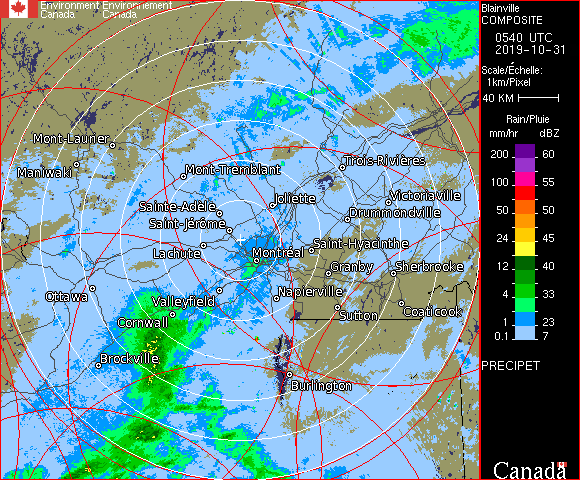 Environment Environnement
Canada Canada
Blainville
COMPOSITE
0540 UTC
2019-10-31
Scale/Échelle:
1km/Pixel
40 KM
Rain/Pluie
mm/hr dBZ
200 60
100 55
50 50
24 45
12 40
4 33
1 23
0.1 7
PRECIPET
Canada
Mont-Laurier
Maniwaki
Mont-Tremblant
Trois-Rivières
Joliette
Victoriaville
Sainte-Adèle
Drummondville
Saint-Jérôme
Lachute
Saint-Hyacinthe
Montréal
Granby
Sherbrooke
Ottawa
Valleyfield
Napierville
Coaticook
Cornwall
Sutton
Brockville
Burlington